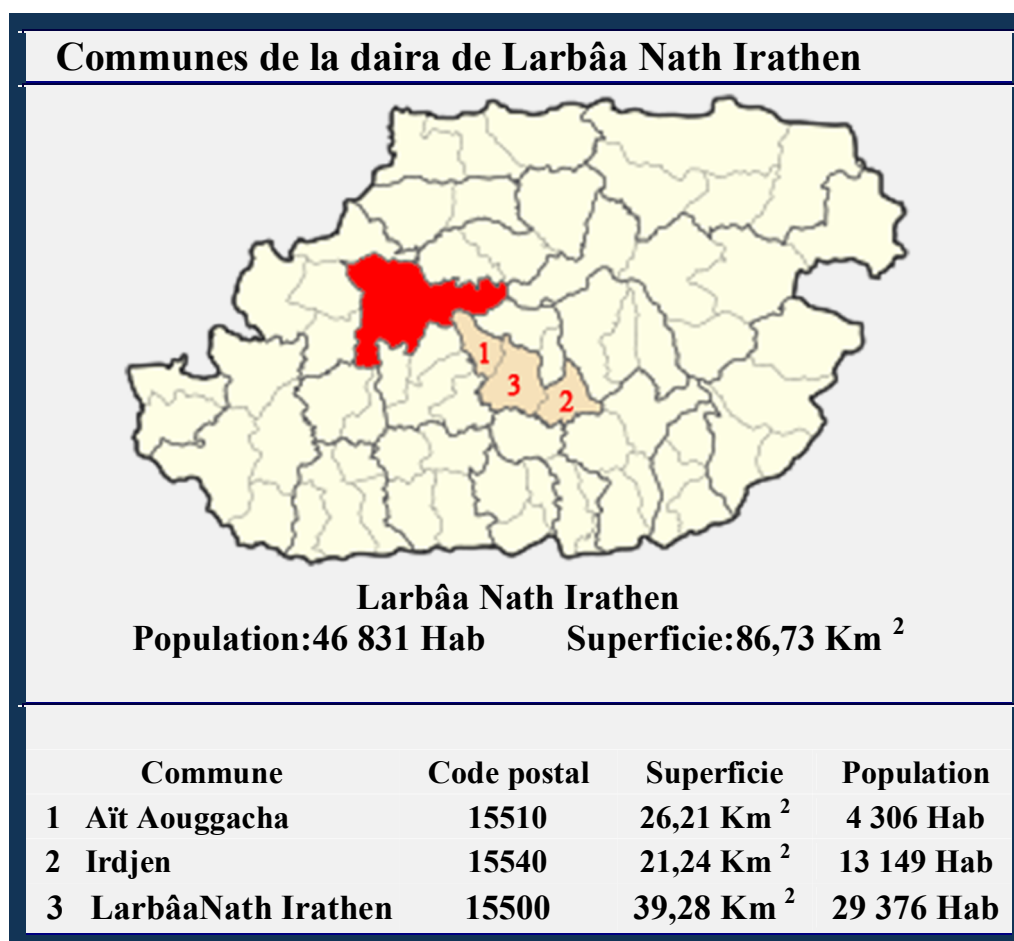 Communes de la daira de Larbâa Nath Irathen
1
3
2
Larbâa Nath Irathen
Population:46 831 Hab Superficie:86,73 Km ²
Commune Code postal Superficie Population
1 Aït Aouggacha 15510 26,21 Km ² 4 306 Hab
2 Irdjen 15540 21,24 Km ² 13 149 Hab
3 LarbâaNath Irathen 15500 39,28 Km ² 29 376 Hab